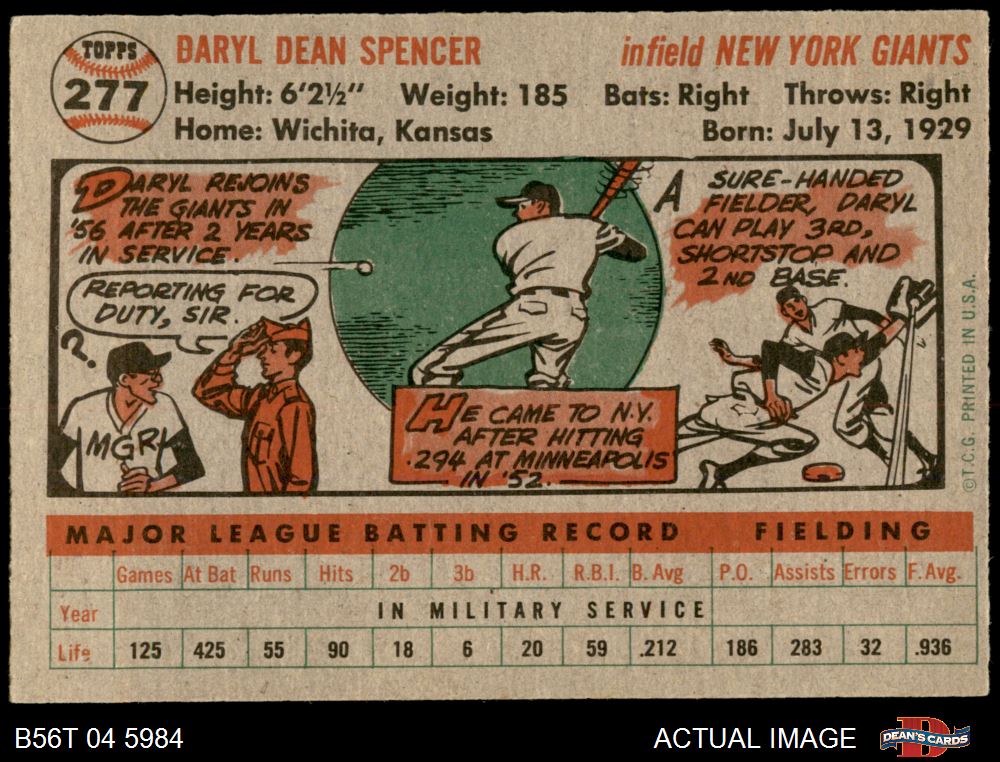 TOPPS
277
DARYL DEAN SPENCER
infield NEW YORK GIANTS
Height: 6'2½" Weight: 185 Bats: Right Throws: Right
Home: Wichita, Kansas Born: July 13, 1929
DARYL REJOINS
THE GIANTS IN
'56 AFTER 2 YEARS
IN SERVICE.
REPORTING FOR
DUTY, SIR.
?
MGR.
HE CAME TO N.Y.
AFTER HITTING
.294 AT MINNEAPOLIS
IN '52.
A SURE-HANDED
FIELDER, DARYL
CAN PLAY 3RD,
SHORTSTOP AND
2ND BASE.
©T.C.G. PRINTED IN U.S.A.
MAJOR LEAGUE BATTING RECORD FIELDING
Games At Bat Runs Hits 2b 3b H.R. R.B.I. B. Avg P.O. Assists Errors F. Avg.
Year IN MILITARY SERVICE
Life 125 425 55 90 18 6 20 59 .212 186 283 32 .936
B56T 04 5984
ACTUAL IMAGE
D
DEAN'S CARDS